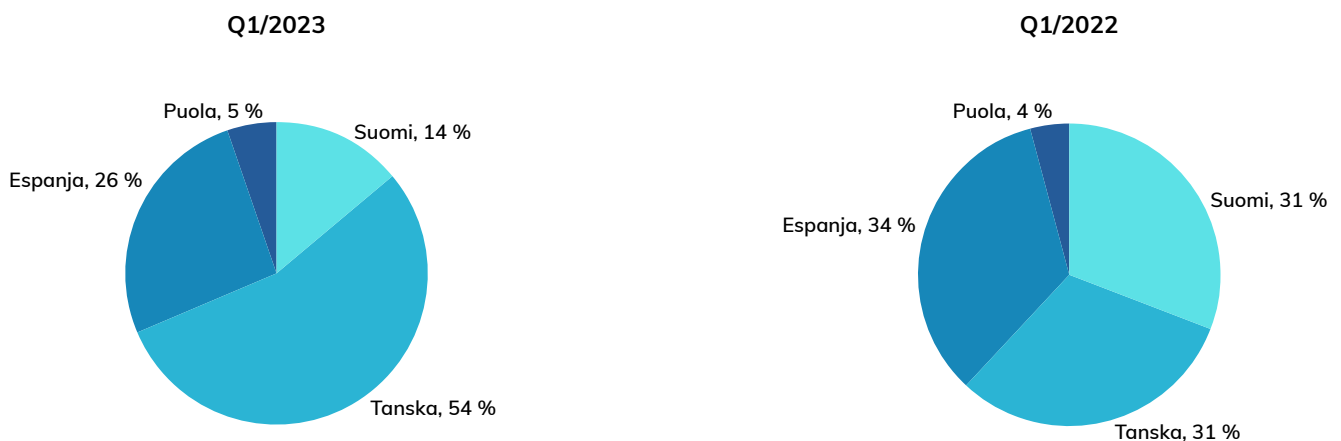 Q1/2023
Puola, 5 %
Suomi, 14 %
Espanja, 26 %
Tanska, 54 %
Q1/2022
Puola, 4 %
Suomi, 31 %
Espanja, 34 %
Tanska, 31 %